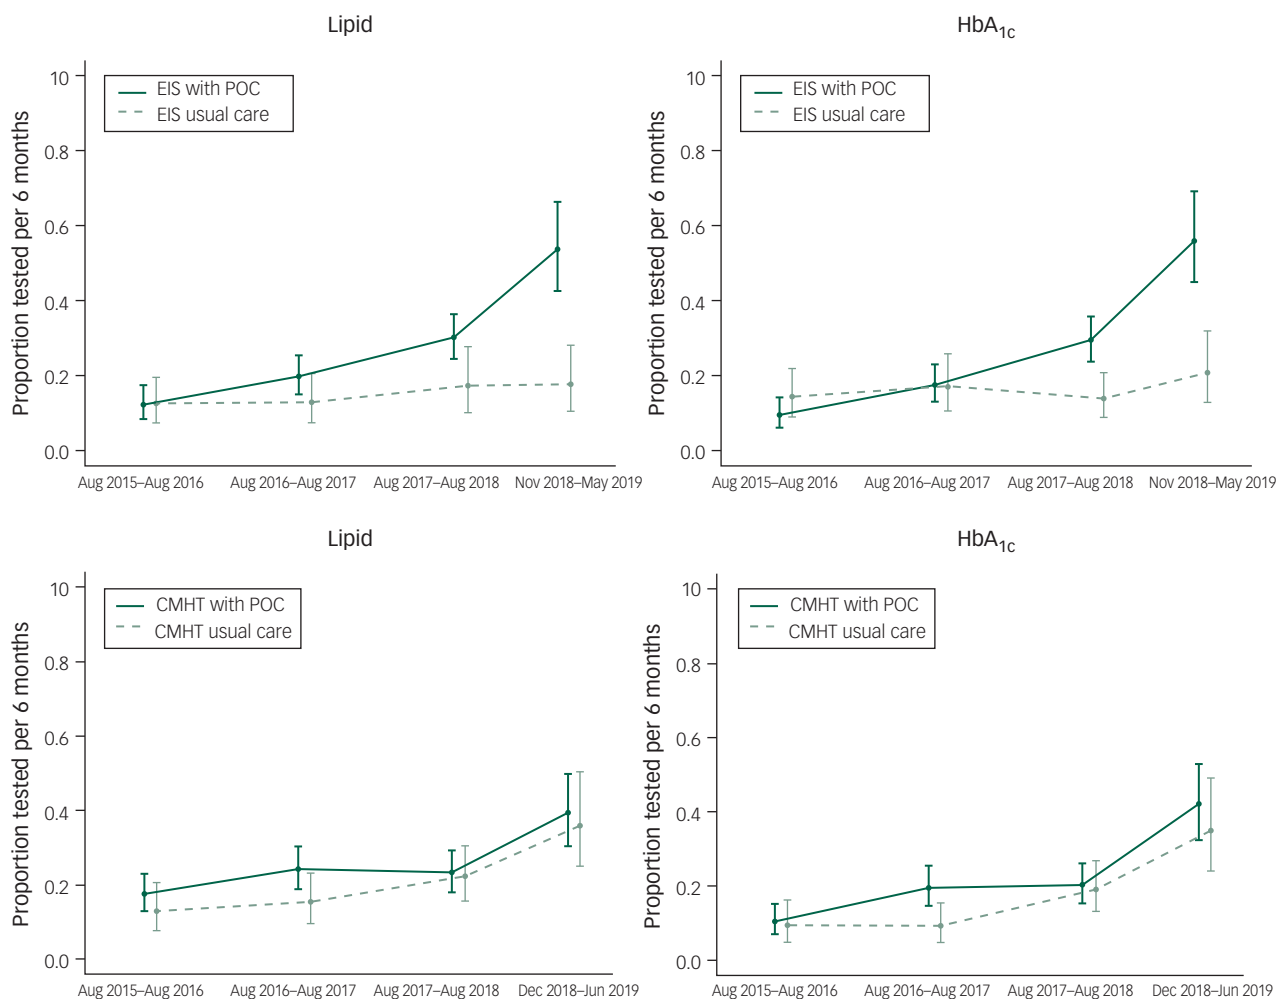 Lipid
Proportion tested per 6 months
10
0.8
0.6
0.4
0.2
0.0
EIS with POC
EIS usual care
Aug 2015–Aug 2016 Aug 2016–Aug 2017 Aug 2017–Aug 2018 Nov 2018–May 2019
HbA1c
Proportion tested per 6 months
10
0.8
0.6
0.4
0.2
0.0
EIS with POC
EIS usual care
Aug 2015–Aug 2016 Aug 2016–Aug 2017 Aug 2017–Aug 2018 Nov 2018–May 2019
Lipid
Proportion tested per 6 months
10
0.8
0.6
0.4
0.2
0.0
CMHT with POC
CMHT usual care
Aug 2015–Aug 2016 Aug 2016–Aug 2017 Aug 2017–Aug 2018 Dec 2018–Jun 2019
HbA1c
Proportion tested per 6 months
10
0.8
0.6
0.4
0.2
0.0
CMHT with POC
CMHT usual care
Aug 2015–Aug 2016 Aug 2016–Aug 2017 Aug 2017–Aug 2018 Dec 2018–Jun 2019